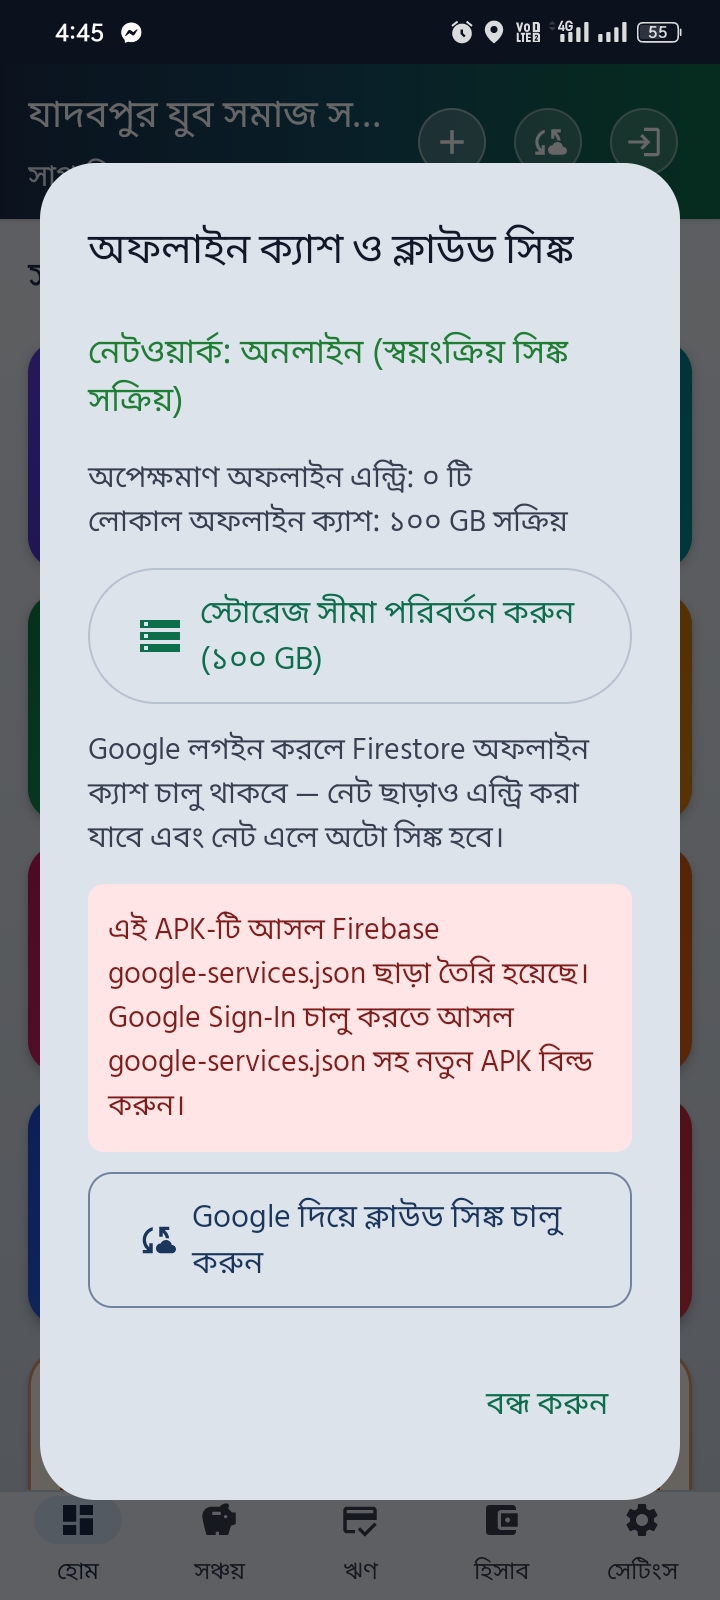 4:45
VoD LTE2 4G 55
যাদবপুর যুব সমাজ স...
অফলাইন ক্যাশ ও ক্লাউড সিঙ্ক
নেটওয়ার্ক: অনলাইন (স্বয়ংক্রিয় সিঙ্ক
সক্রিয়)
অপেক্ষমাণ অফলাইন এন্ট্রি: ০ টি
লোকাল অফলাইন ক্যাশ: ১০০ GB সক্রিয়
স্টোরেজ সীমা পরিবর্তন করুন
(১০০ GB)
Google লগইন করলে Firestore অফলাইন
ক্যাশ চালু থাকবে — নেট ছাড়াও এন্ট্রি করা
যাবে এবং নেট এলে অটো সিঙ্ক হবে।
এই APK-টি আসল Firebase
google-services.json ছাড়া তৈরি হয়েছে।
Google Sign-In চালু করতে আসল
google-services.json সহ নতুন APK বিল্ড
করুন।
Google দিয়ে ক্লাউড সিঙ্ক চালু
করুন
বন্ধ করুন
হোম সঞ্চয় ঋণ হিসাব সেটিংস